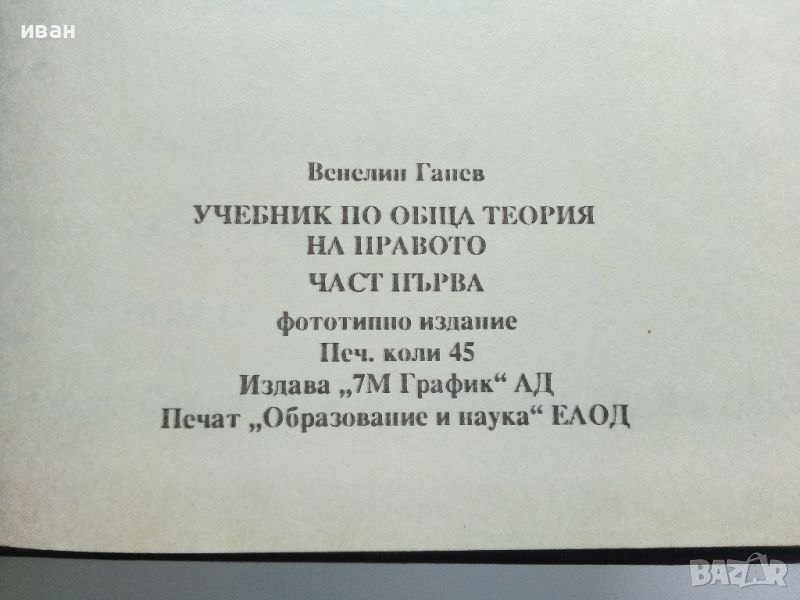 иван
Венелин Ганев
УЧЕБНИК ПО ОБЩА ТЕОРИЯ
НА ПРАВОТО
ЧАСТ ПЪРВА
фототипно издание
Печ. коли 45
Издава „7М График“ АД
Печат „Образование и наука“ ЕАОД
BAZAR